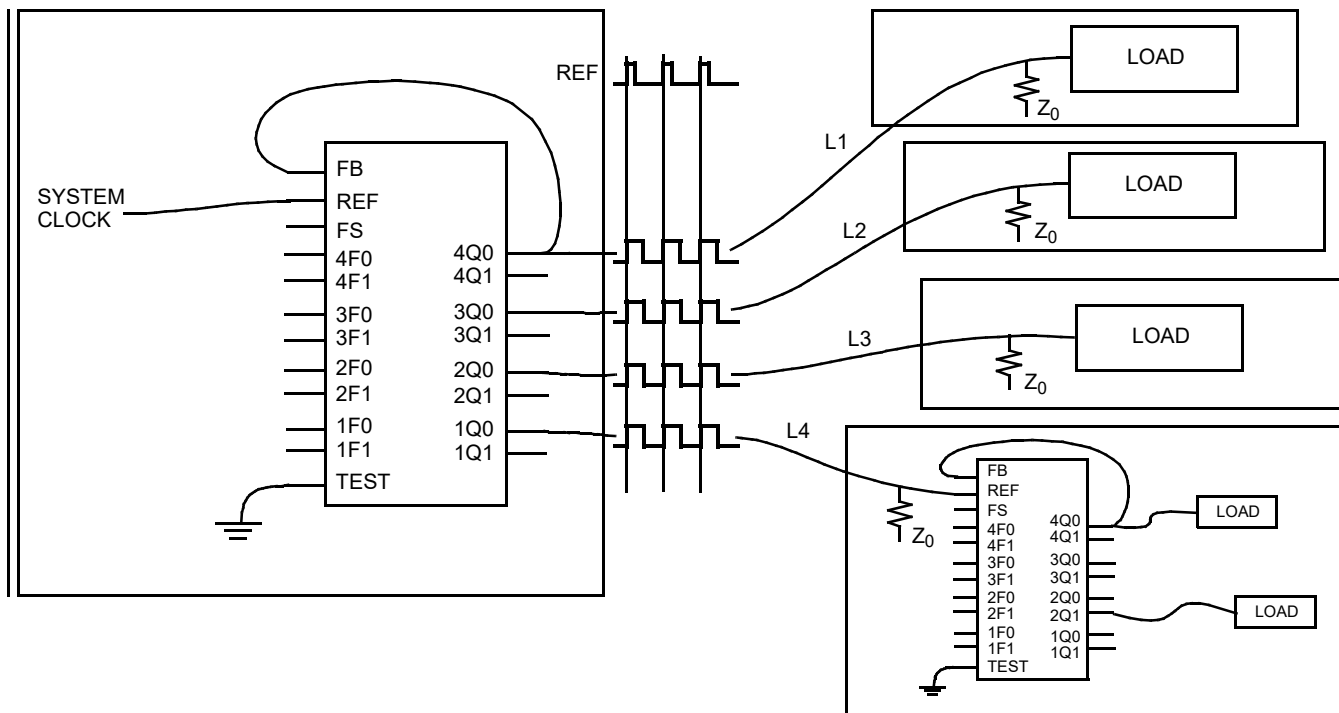 SYSTEM
CLOCK
FB
REF
FS
4F0
4F1
3F0
3F1
2F0
2F1
1F0
1F1
TEST
4Q0
4Q1
3Q0
3Q1
2Q0
2Q1
1Q0
1Q1
REF
L1
L2
L3
L4
LOAD
Z0
LOAD
Z0
LOAD
Z0
Z0
FB
REF
FS
4F0
4F1
3F0
3F1
2F0
2F1
1F0
1F1
TEST
4Q0
4Q1
3Q0
3Q1
2Q0
2Q1
1Q0
1Q1
LOAD
LOAD